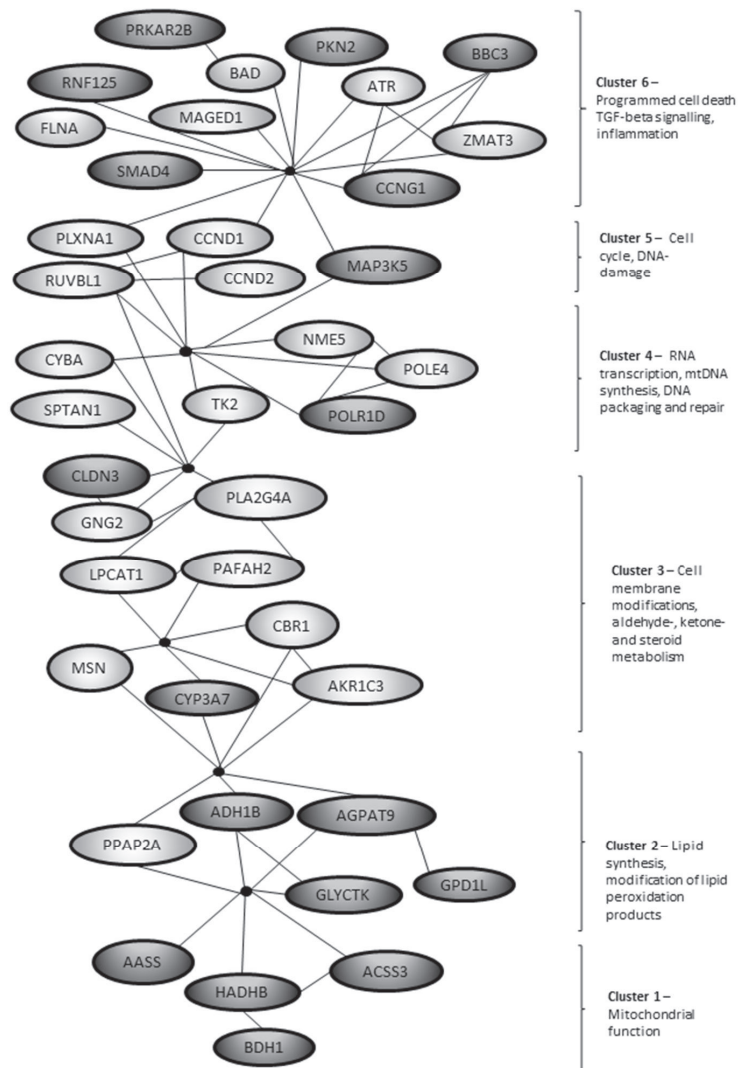 PRKAR2B
PKN2
BBC3
BAD
ATR
RNF125
MAGED1
FLNA
ZMAT3
SMAD4
CCNG1
Cluster 6 –
Programmed cell death
TGF-beta signalling,
inflammation
PLXNA1
CCND1
MAP3K5
RUVBL1
CCND2
Cluster 5 – Cell
cycle, DNA-
damage
NME5
CYBA
POLE4
TK2
SPTAN1
POLR1D
Cluster 4 – RNA
transcription, mtDNA
synthesis, DNA
packaging and repair
CLDN3
PLA2G4A
GNG2
LPCAT1
PAFAH2
CBR1
MSN
CYP3A7
AKR1C3
Cluster 3 – Cell
membrane
modifications,
aldehyde-, ketone-
and steroid
metabolism
ADH1B
AGPAT9
PPAP2A
GLYCTK
GPD1L
Cluster 2 – Lipid
synthesis,
modification of lipid
peroxidation
products
AASS
ACSS3
HADHB
BDH1
Cluster 1 –
Mitochondrial
function